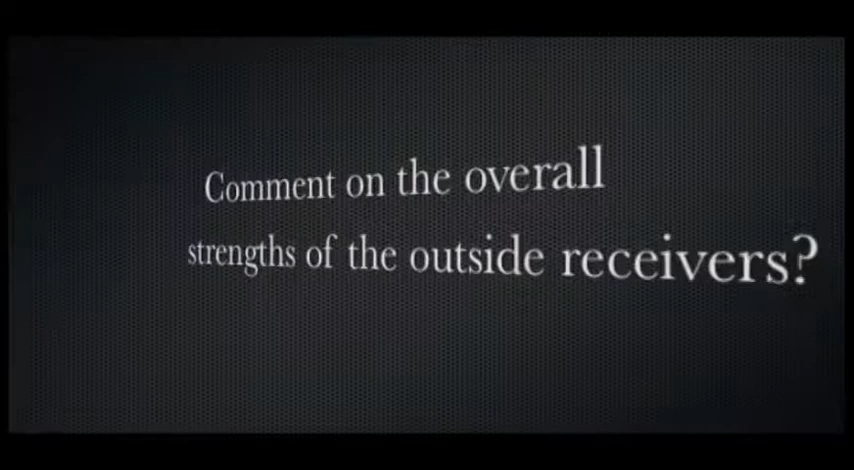 Comment on the overall
strengths of the outside receivers?